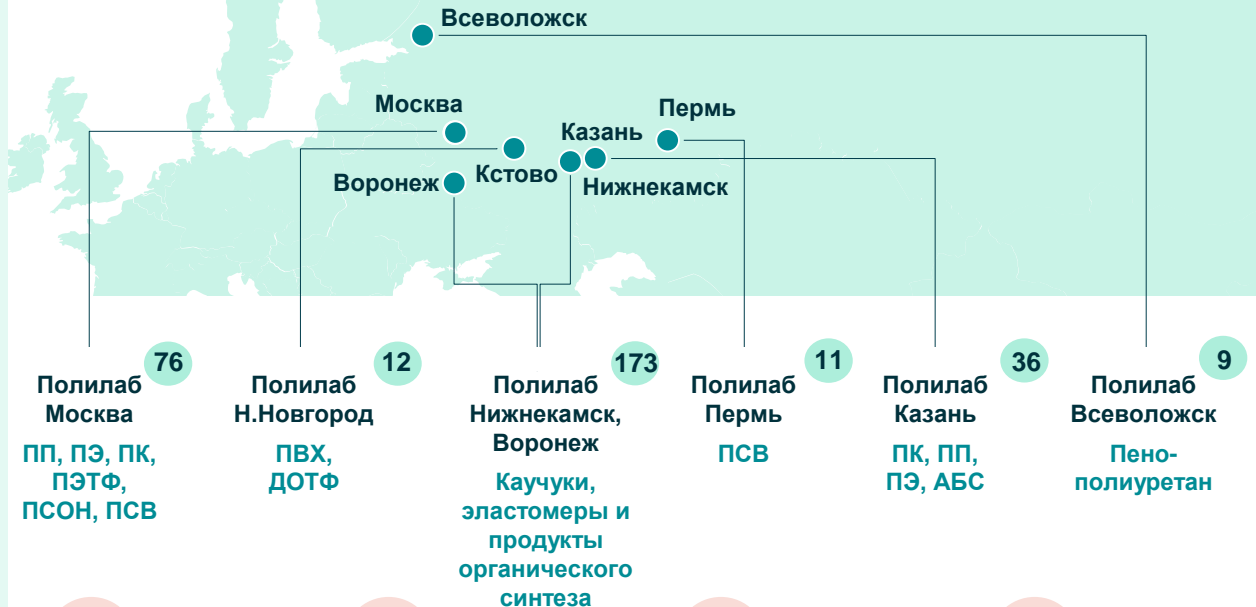 Всеволожск
Москва
Пермь
Казань
Кстово
Воронеж
Нижнекамск
76
Полилаб
Москва
ПП, ПЭ, ПК,
ПЭТФ,
ПСОН, ПСВ
12
Полилаб
Н.Новгород
ПВХ,
ДОТФ
173
Полилаб
Нижнекамск,
Воронеж
Каучуки,
эластомеры и
продукты
органического
синтеза
11
Полилаб
Пермь
ПСВ
36
Полилаб
Казань
ПК, ПП,
ПЭ, АБС
9
Полилаб
Всеволожск
Пено-
полиуретан